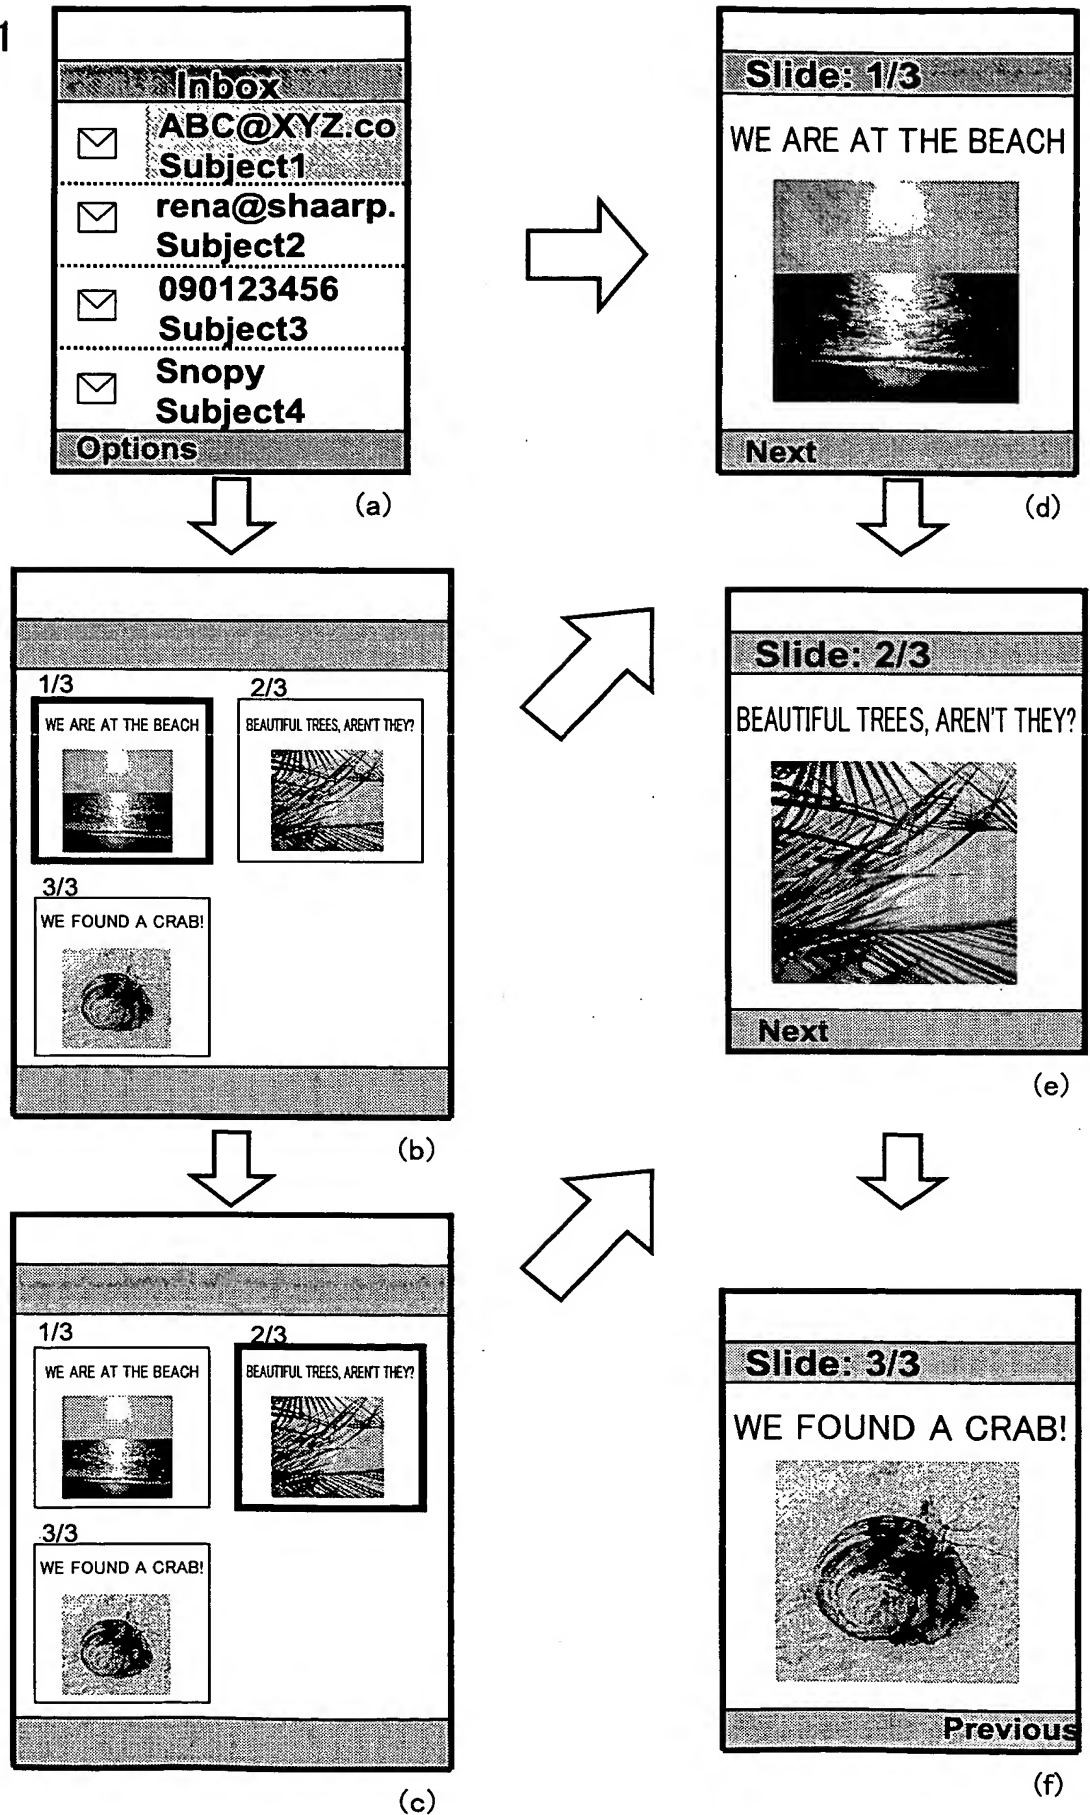 1
Inbox
ABC@XYZ.co
Subject1
rena@shaarp.
Subject2
090123456
Subject3
Snopy
Subject4
Options
(a)
Slide: 1/3
WE ARE AT THE BEACH
Next
(d)
1/3
2/3
WE ARE AT THE BEACH
BEAUTIFUL TREES, AREN'T THEY?
3/3
WE FOUND A CRAB!
(b)
Slide: 2/3
BEAUTIFUL TREES, AREN'T THEY?
Next
(e)
1/3
2/3
WE ARE AT THE BEACH
BEAUTIFUL TREES, AREN'T THEY?
3/3
WE FOUND A CRAB!
(c)
Slide: 3/3
WE FOUND A CRAB!
Previous
(f)